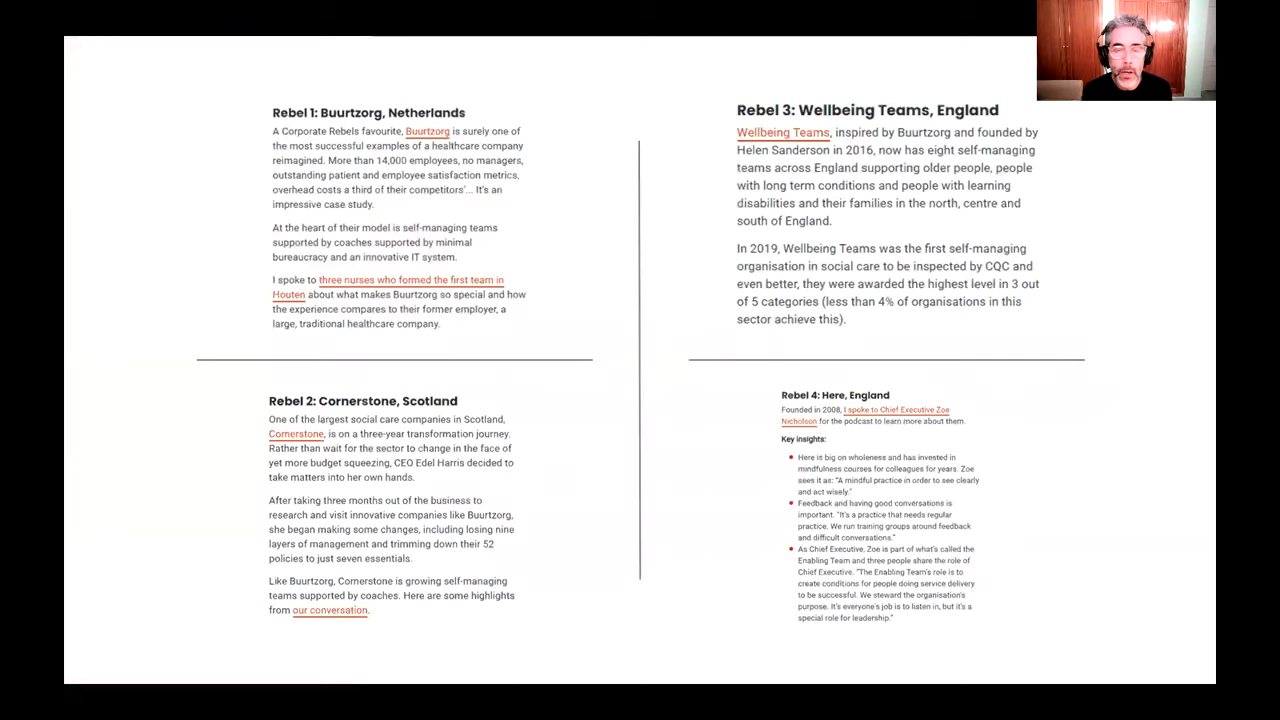 Rebel 1: Buurtzorg, Netherlands
A Corporate Rebels favourite, Buurtzorg is surely one of
the most successful examples of a healthcare company
reimagined. More than 14,000 employees, no managers,
outstanding patient and employee satisfaction metrics,
overhead costs a third of their competitors'... It's an
impressive case study.
At the heart of their model is self-managing teams
supported by coaches supported by minimal
bureaucracy and an innovative IT system.
I spoke to three nurses who formed the first team in
Houten about what makes Buurtzorg so special and how
the experience compares to their former employer, a
large, traditional healthcare company.
Rebel 2: Cornerstone, Scotland
One of the largest social care companies in Scotland,
Cornerstone, is on a three-year transformation journey.
Rather than wait for the sector to change in the face of
yet more budget squeezing, CEO Edel Harris decided to
take matters into her own hands.
After taking three months out of the business to
research and visit innovative companies like Buurtzorg,
she began making some changes, including losing nine
layers of management and trimming down their 52
policies to just seven essentials.
Like Buurtzorg, Cornerstone is growing self-managing
teams supported by coaches. Here are some highlights
from our conversation.
Rebel 3: Wellbeing Teams, England
Wellbeing Teams, inspired by Buurtzorg and founded by
Helen Sanderson in 2016, now has eight self-managing
teams across England supporting older people, people
with long term conditions and people with learning
disabilities and their families in the north, centre and
south of England.
In 2019, Wellbeing Teams was the first self-managing
organisation in social care to be inspected by CQC and
even better, they were awarded the highest level in 3 out
of 5 categories (less than 4% of organisations in this
sector achieve this).
Rebel 4: Here, England
Founded in 2008, I spoke to Chief Executive Zoe
Nicholson for the podcast to learn more about them.
Key insights:
• Here is big on wholeness and has invested in
mindfulness courses for colleagues for years. Zoe
sees it as: “A mindful practice in order to see clearly
and act wisely.”
• Feedback and having good conversations is
important. “It's a practice that needs regular
practice. We run training groups around feedback
and difficult conversations.”
• As Chief Executive, Zoe is part of what's called the
Enabling Team and three people share the role of
Chief Executive. “The Enabling Team's role is to
create conditions for people doing service delivery
to be successful. We steward the organisation's
purpose. It's everyone's job is to listen in, but it's a
special role for leadership.”